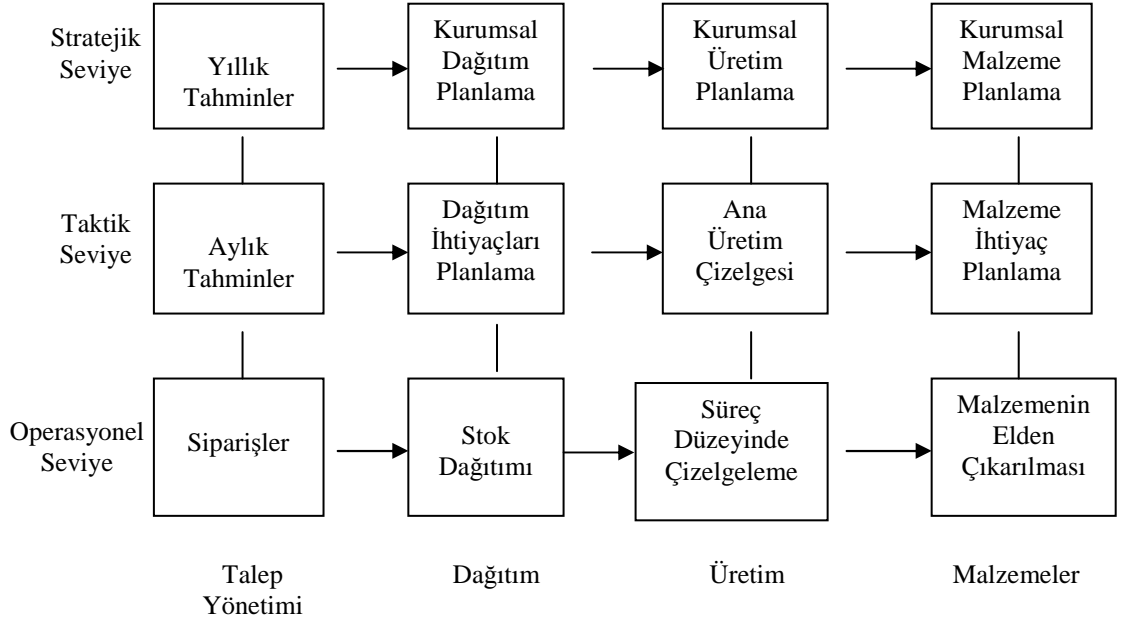 Stratejik
Seviye
Yıllık
Tahminler
Kurumsal
Dağıtım
Planlama
Kurumsal
Üretim
Planlama
Kurumsal
Malzeme
Planlama
Taktik
Seviye
Aylık
Tahminler
Dağıtım
İhtiyaçları
Planlama
Ana
Üretim
Çizelgesi
Malzeme
İhtiyaç
Planlama
Operasyonel
Seviye
Siparişler
Stok
Dağıtımı
Süreç
Düzeyinde
Çizelgeleme
Malzemenin
Elden
Çıkarılması
Talep
Yönetimi
Dağıtım
Üretim
Malzemeler